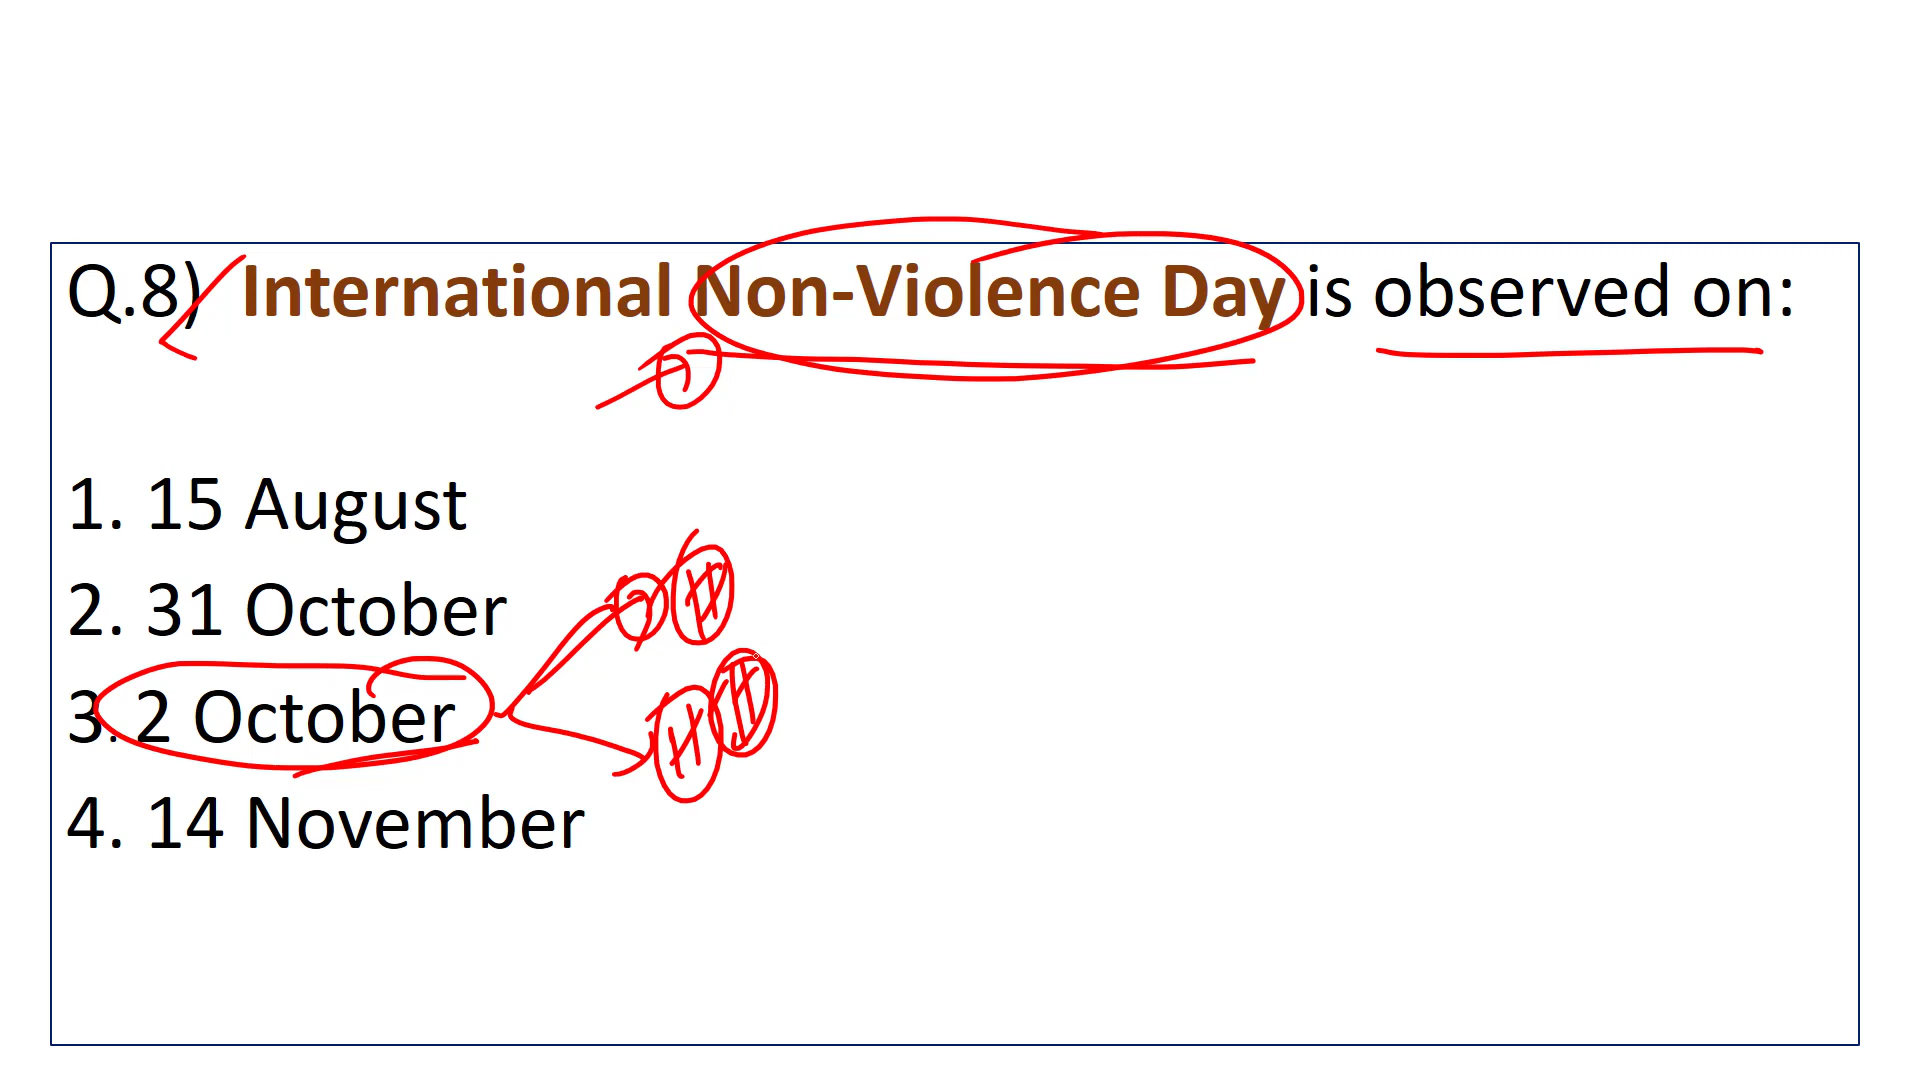 Q.8) International Non-Violence Day is observed on:
1. 15 August
2. 31 October
3. 2 October
4. 14 November